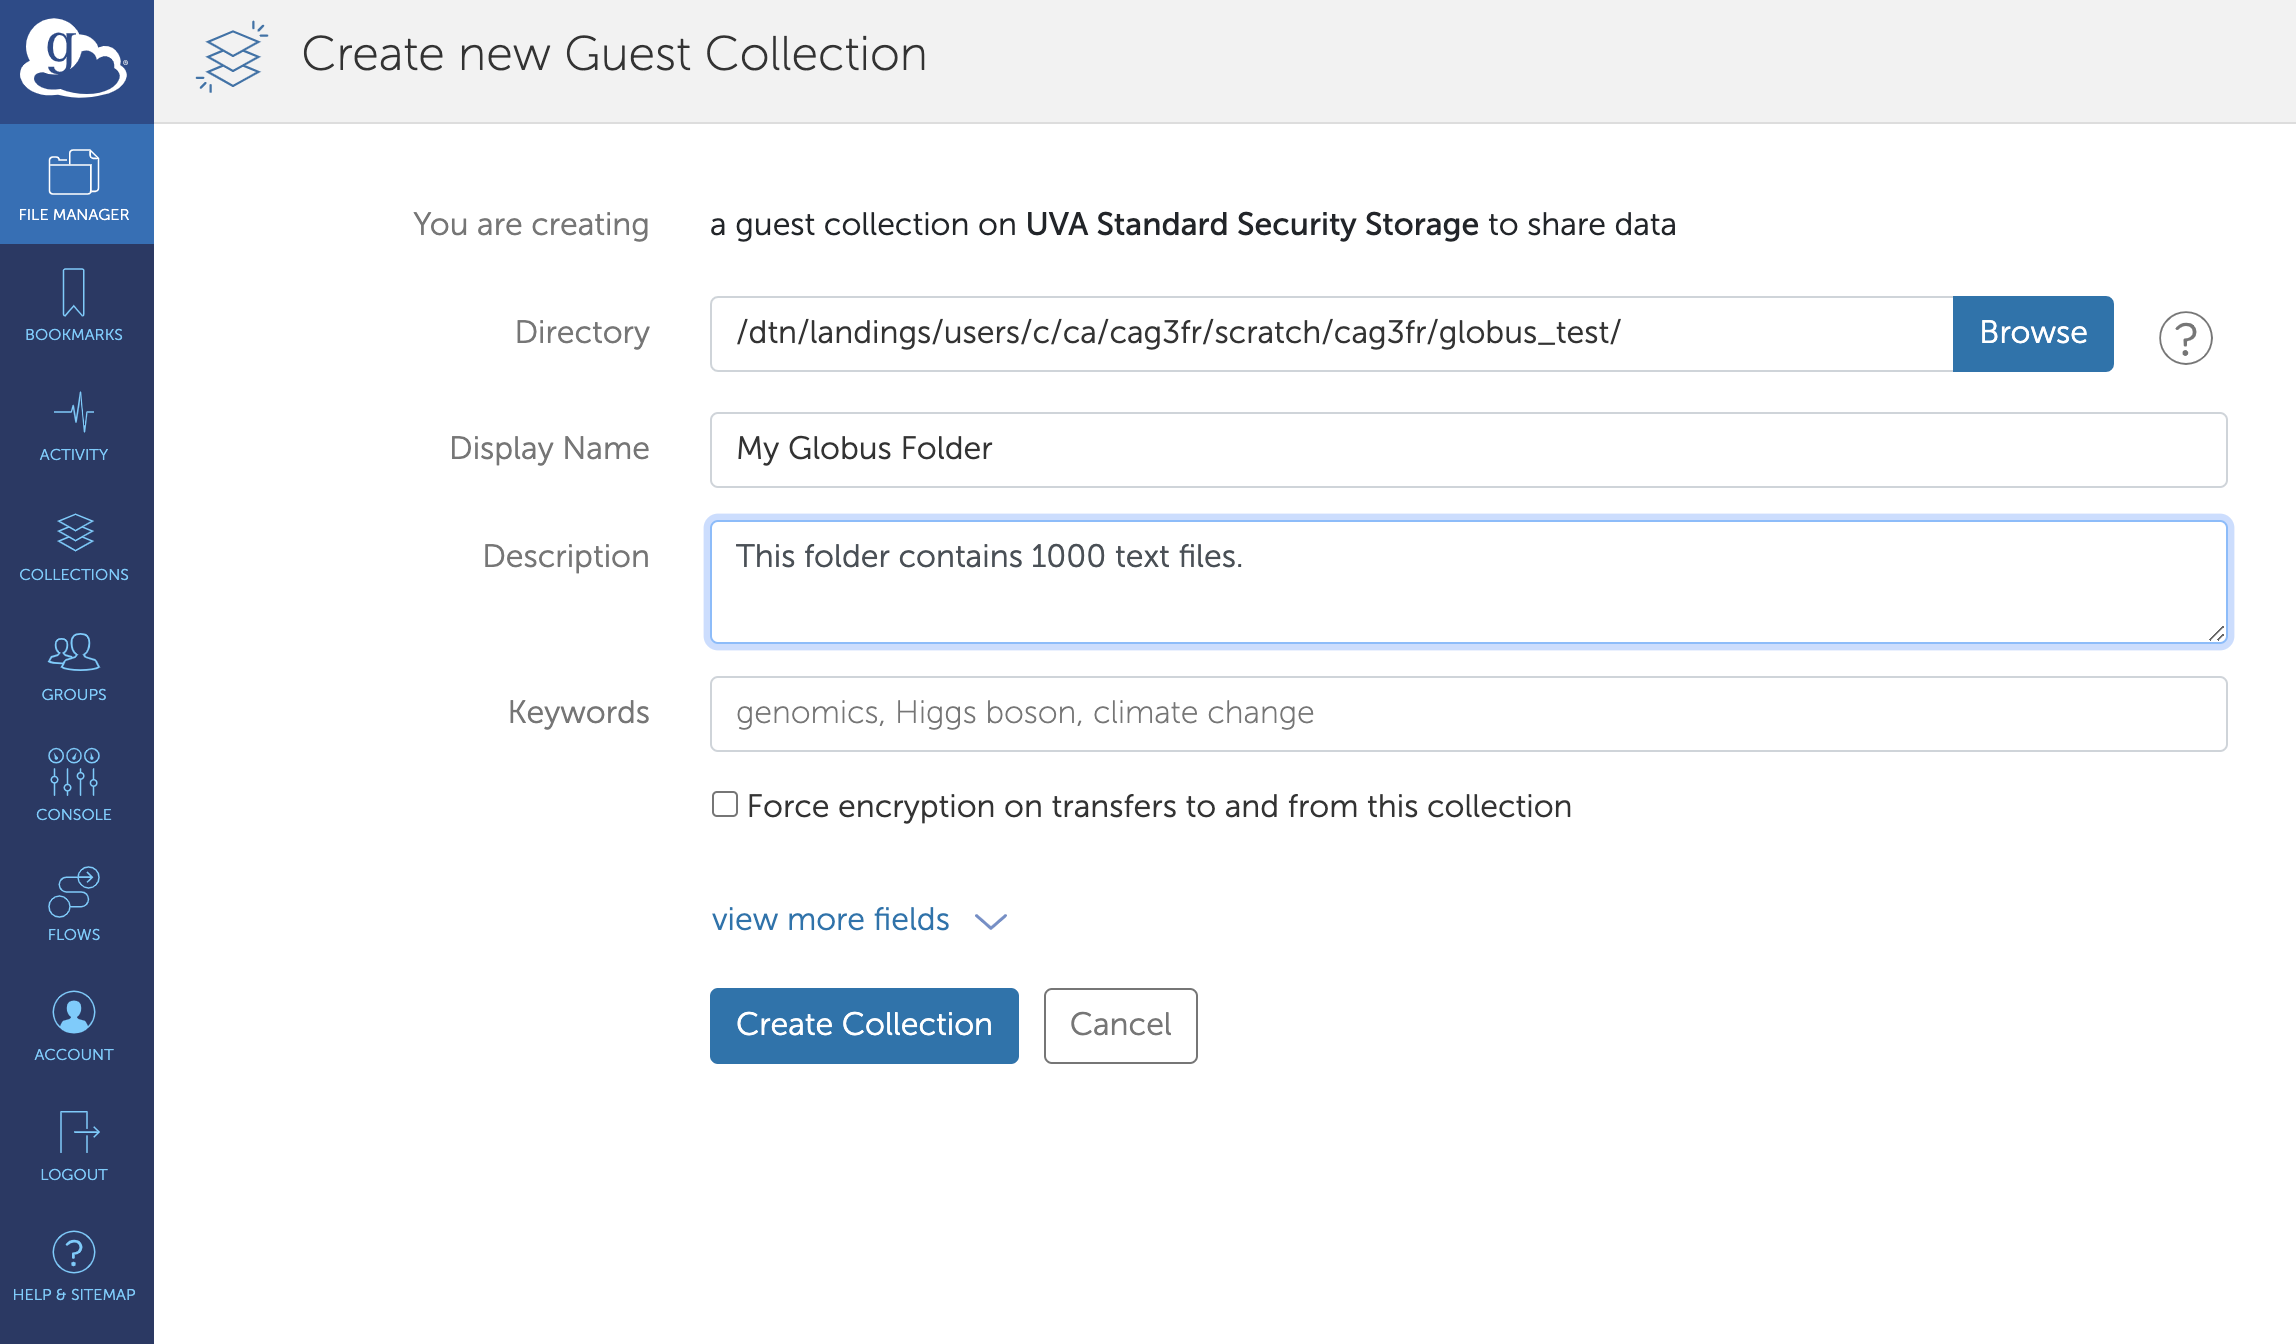 g
Create new Guest Collection
FILE MANAGER
BOOKMARKS
ACTIVITY
COLLECTIONS
GROUPS
CONSOLE
FLOWS
ACCOUNT
LOGOUT
HELP & SITEMAP
You are creating a guest collection on UVA Standard Security Storage to share data
Directory /dtn/landings/users/c/ca/cag3fr/scratch/cag3fr/globus_test/ Browse ?
Display Name My Globus Folder
Description This folder contains 1000 text files.
Keywords genomics, Higgs boson, climate change
Force encryption on transfers to and from this collection
view more fields
Create Collection Cancel